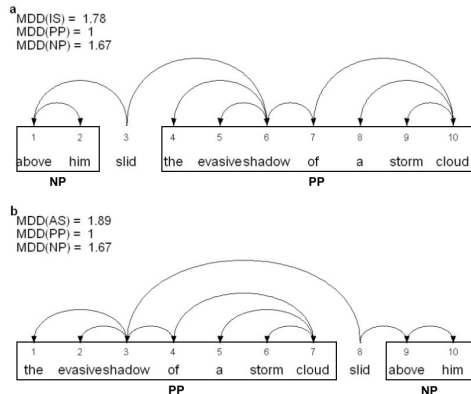 a
MDD(IS) = 1.78
MDD(PP) = 1
MDD(NP) = 1.67
1 2 3 4 5 6 7 8 9 10
above him slid the evasiveshadow of a storm cloud
NP PP
b
MDD(AS) = 1.89
MDD(PP) = 1
MDD(NP) = 1.67
1 2 3 4 5 6 7 8 9 10
the evasiveshadow of a storm cloud slid above him
PP NP